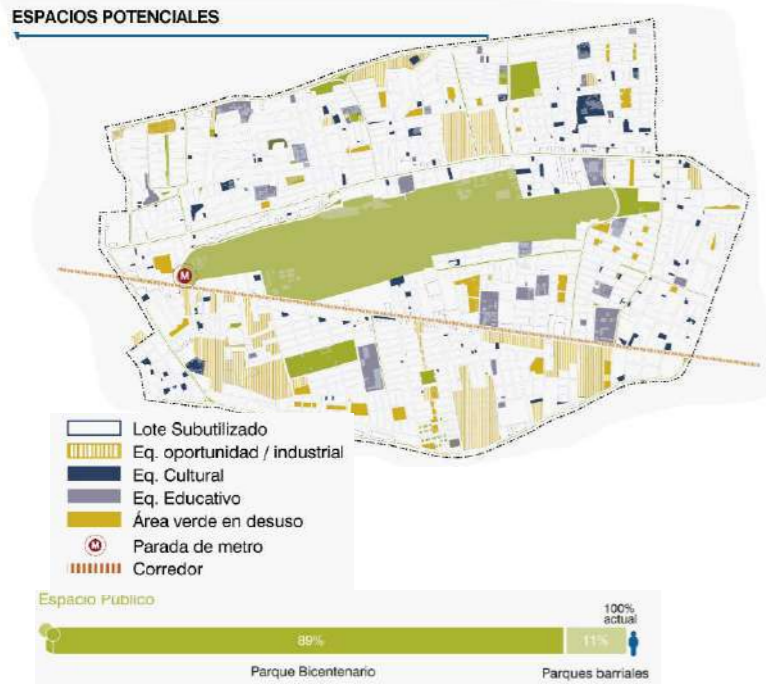 ESPACIOS POTENCIALES
M
Lote Subutilizado
Eq. oportunidad / industrial
Eq. Cultural
Eq. Educativo
Área verde en desuso
M Parada de metro
Corredor
Espacio Público
100%
actual
89%
11%
Parque Bicentenario
Parques barriales